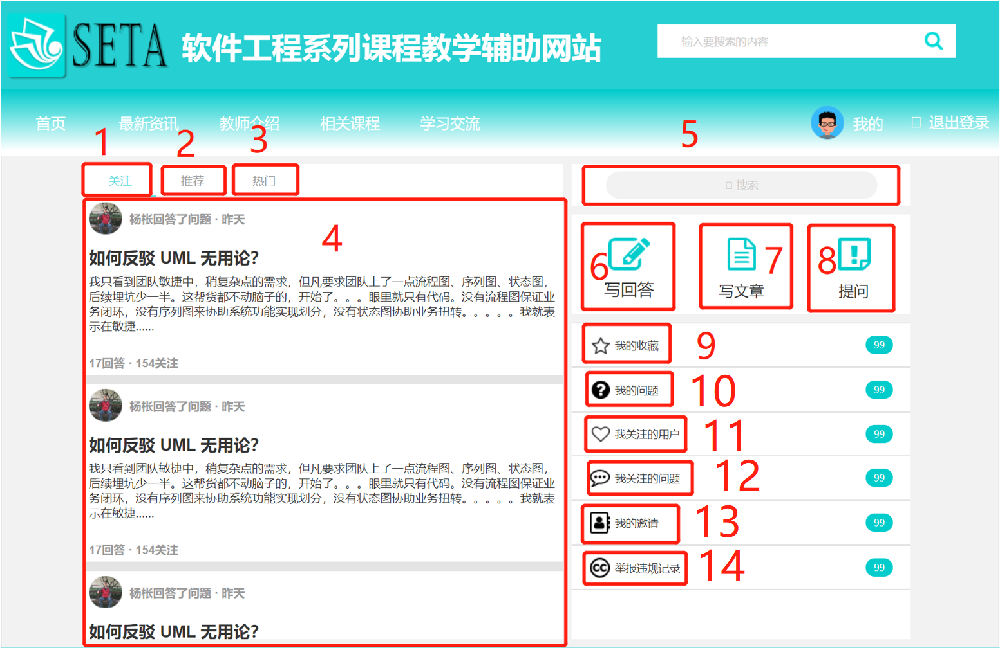 SETA 软件工程系列课程教学辅助网站
输入要搜索的内容
首页 最新资讯 教师介绍 相关课程 学习交流
我的 退出登录
1 2 3 5
关注 推荐 热门
搜索
杨枨回答了问题 · 昨天
4
如何反驳 UML 无用论?
我只看到团队敏捷中，稍复杂点的需求，但凡要求团队上了一点流程图、序列图、状态图，
后续埋坑少一半。这帮货都不动脑子的，开始了。。。眼里就只有代码。没有流程图保证业
务闭环，没有序列图来协助系统功能实现划分，没有状态图协助业务扭转。。。。。我就表
示在敏捷......
17回答 · 154关注
杨枨回答了问题 · 昨天
如何反驳 UML 无用论?
我只看到团队敏捷中，稍复杂点的需求，但凡要求团队上了一点流程图、序列图、状态图，
后续埋坑少一半。这帮货都不动脑子的，开始了。。。眼里就只有代码。没有流程图保证业
务闭环，没有序列图来协助系统功能实现划分，没有状态图协助业务扭转。。。。。我就表
示在敏捷......
17回答 · 154关注
杨枨回答了问题 · 昨天
如何反驳 UML 无用论?
6 7 8
写回答 写文章 提问
我的收藏 9 99
我的问题 10 99
我关注的用户 11 99
我关注的问题 12 99
我的邀请 13 99
举报违规记录 14 99